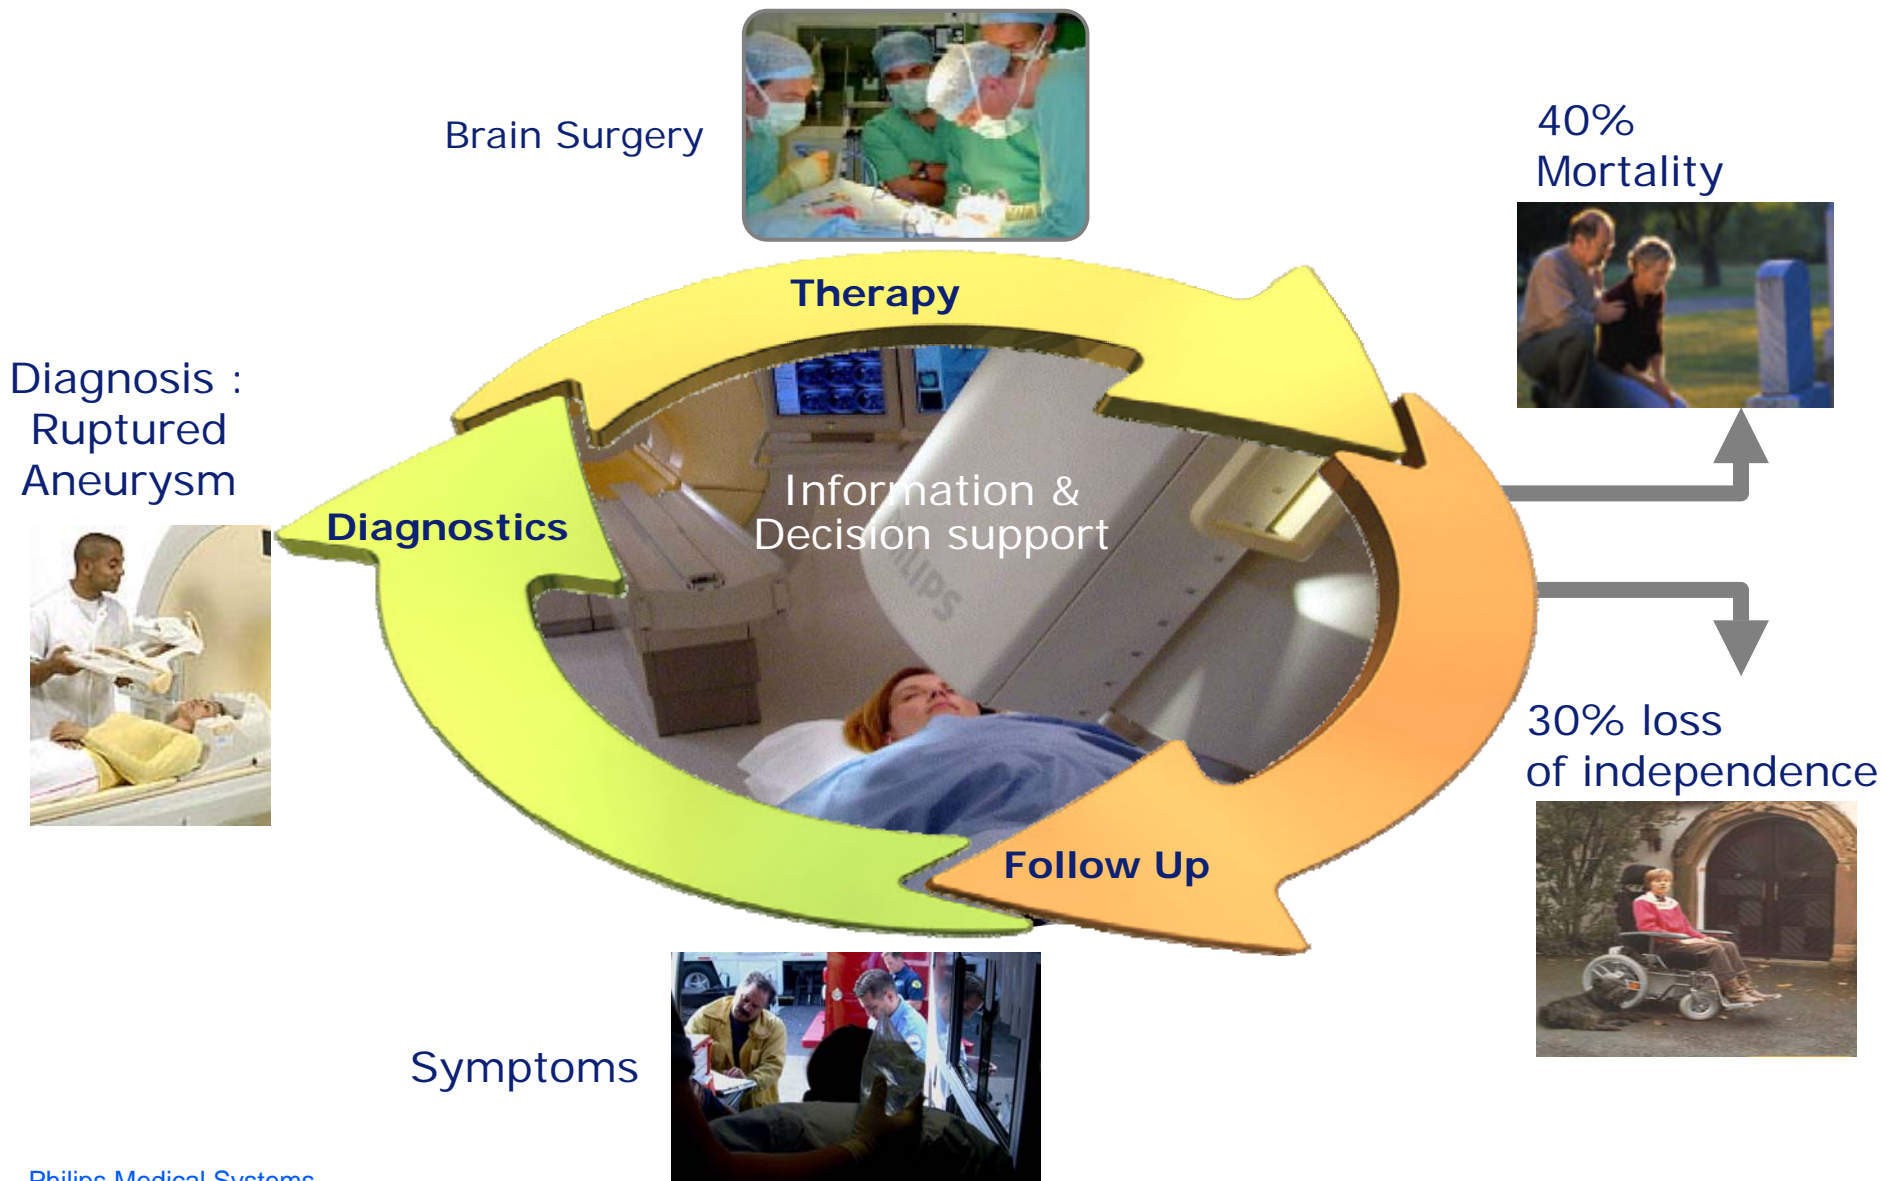 Brain Surgery
40%
Mortality
Therapy
Diagnosis :
Ruptured
Aneurysm
Information &
Decision support
Diagnostics
PHILIPS
30% loss
of independence
Follow Up
Symptoms
Philips Medical Systems